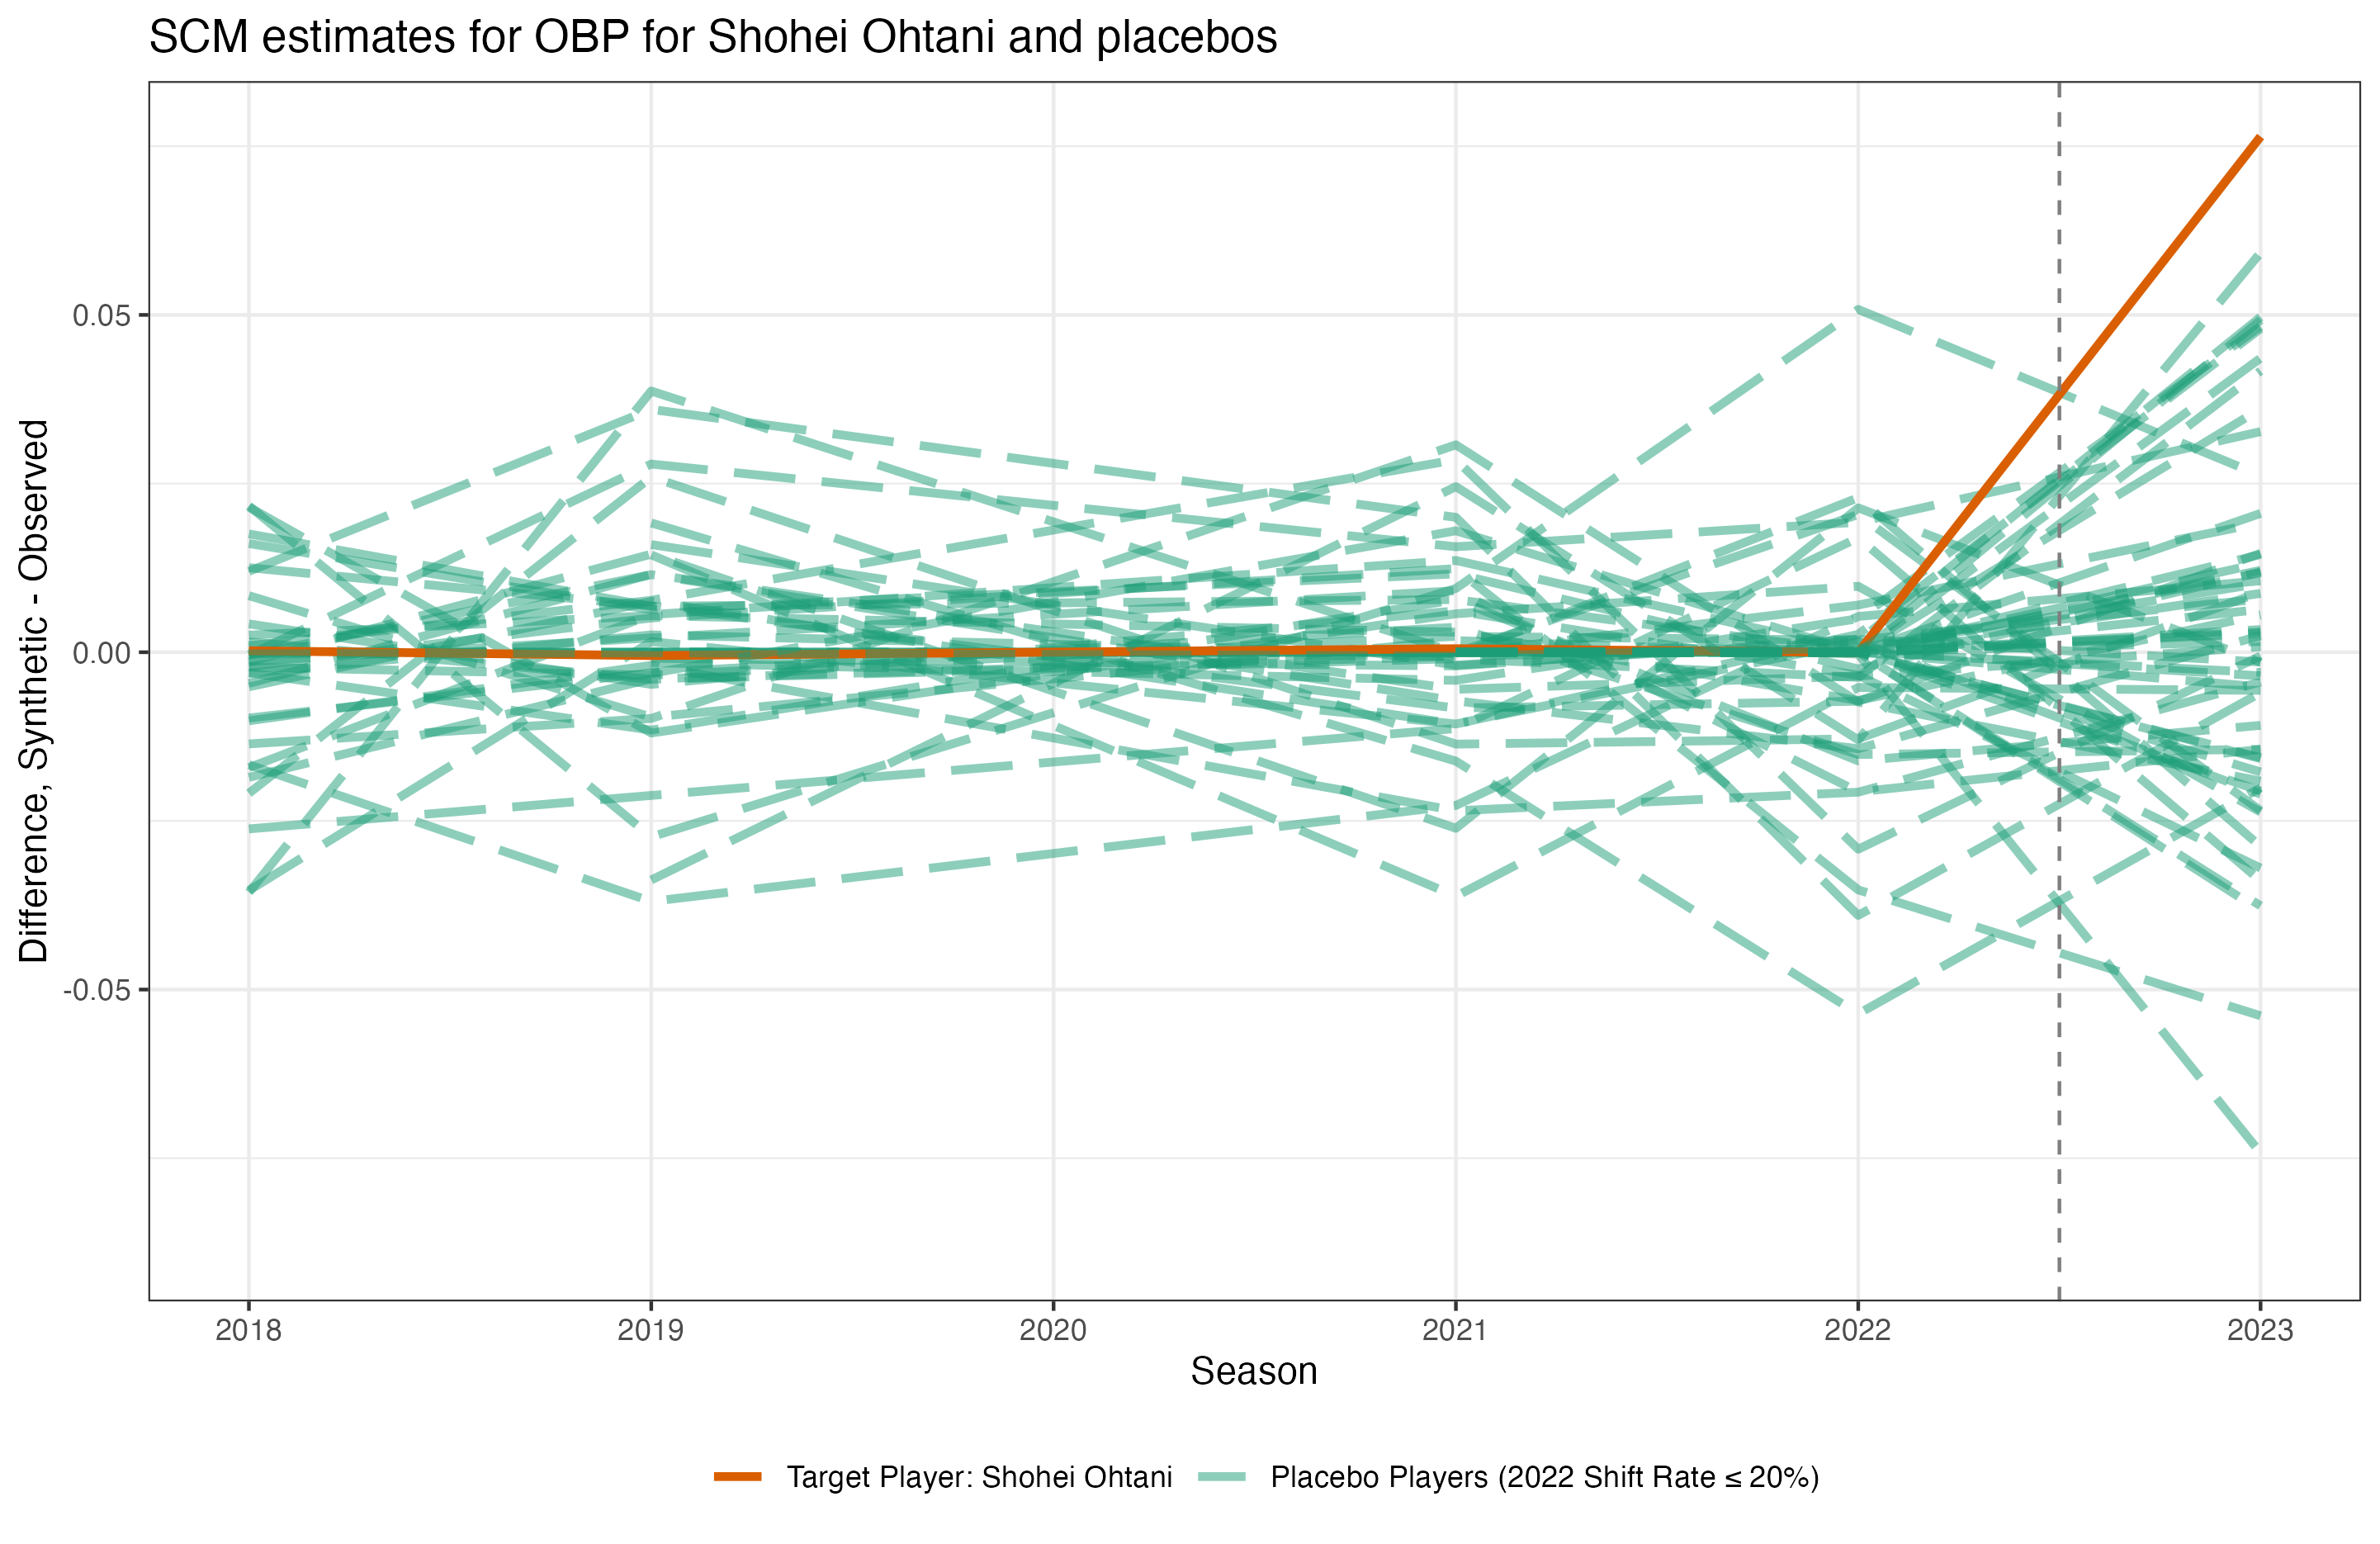 SCM estimates for OBP for Shohei Ohtani and placebos
Difference, Synthetic - Observed
0.05
0.00
-0.05
2018 2019 2020 2021 2022 2023
Season
Target Player: Shohei Ohtani Placebo Players (2022 Shift Rate ≤ 20%)